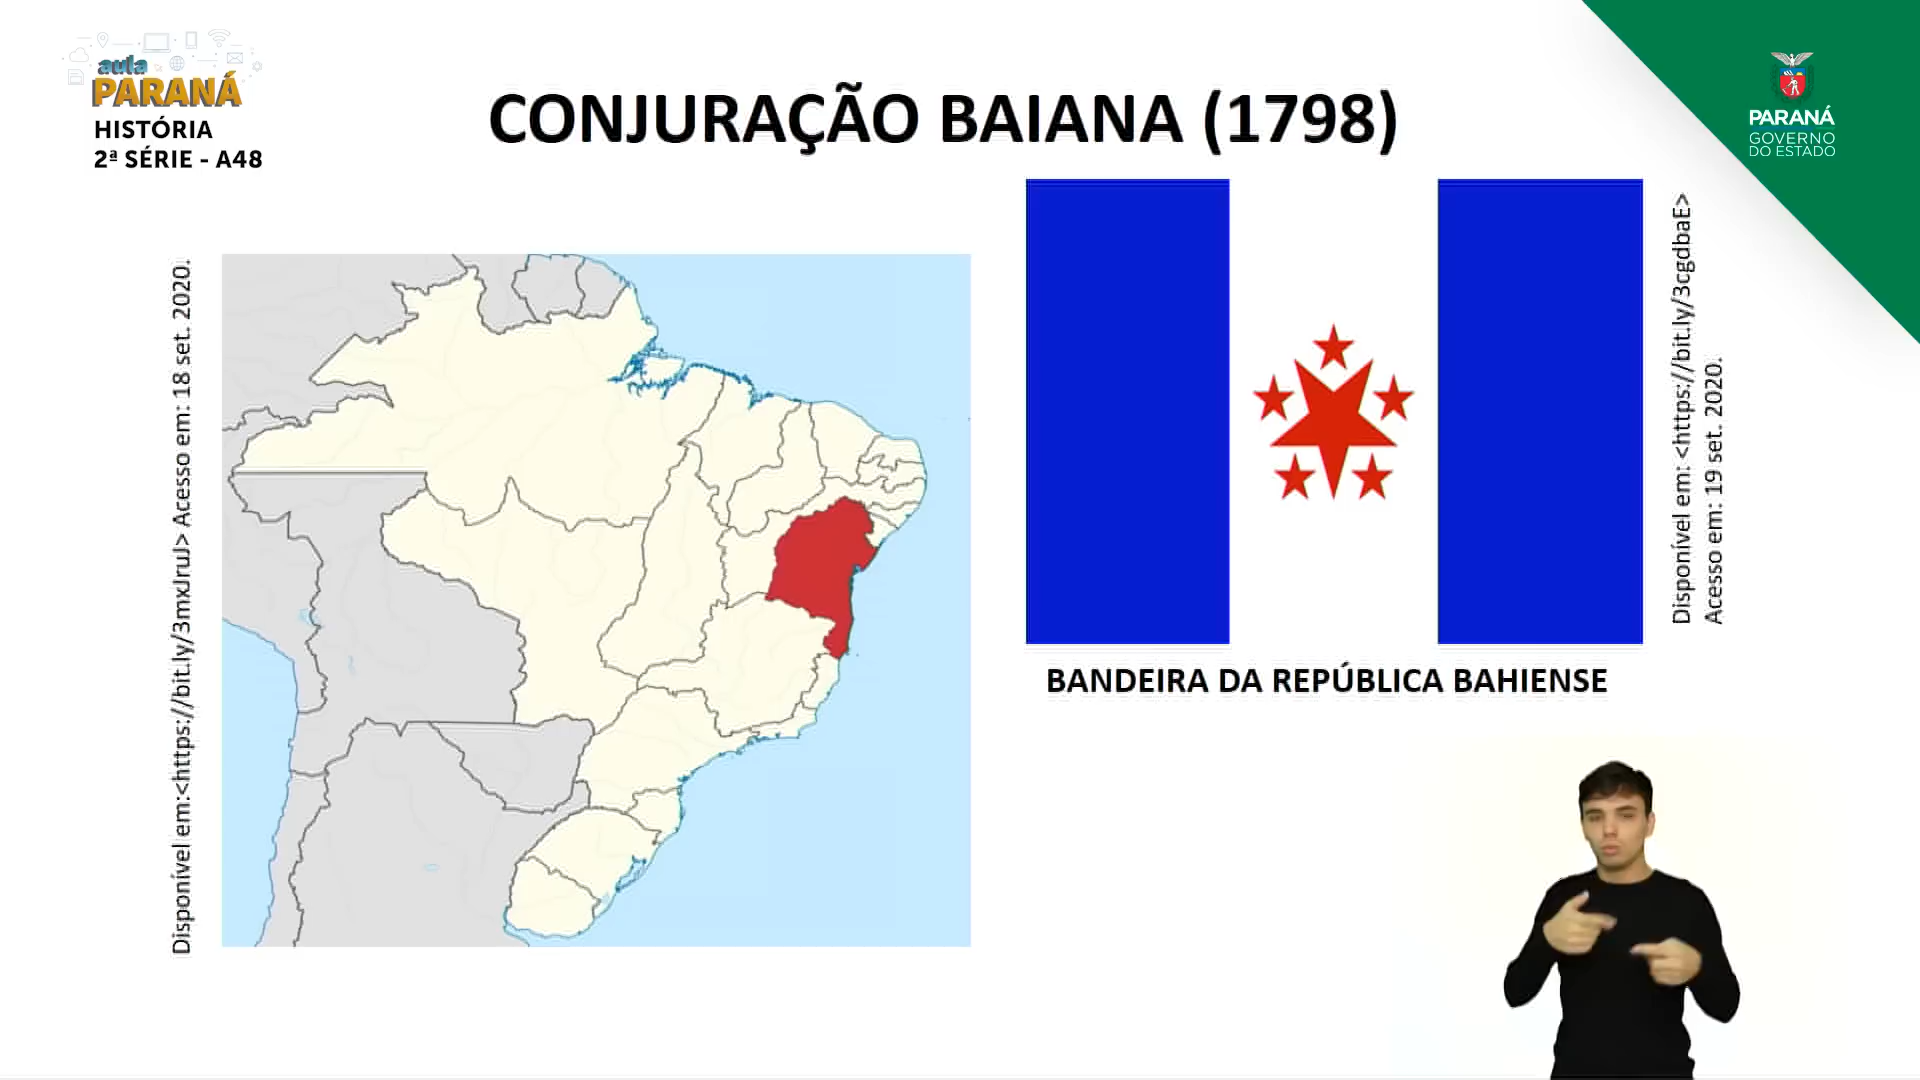 aula
PARANÁ
HISTÓRIA
2ª SÉRIE - A48
CONJURAÇÃO BAIANA (1798)
PARANÁ
GOVERNO
DO ESTADO
Disponível em:<https://bit.ly/3mxJruJ> Acesso em: 18 set. 2020.
Disponível em: <https://bit.ly/3cgdbaE>
Acesso em: 19 set. 2020.
BANDEIRA DA REPÚBLICA BAHIENSE